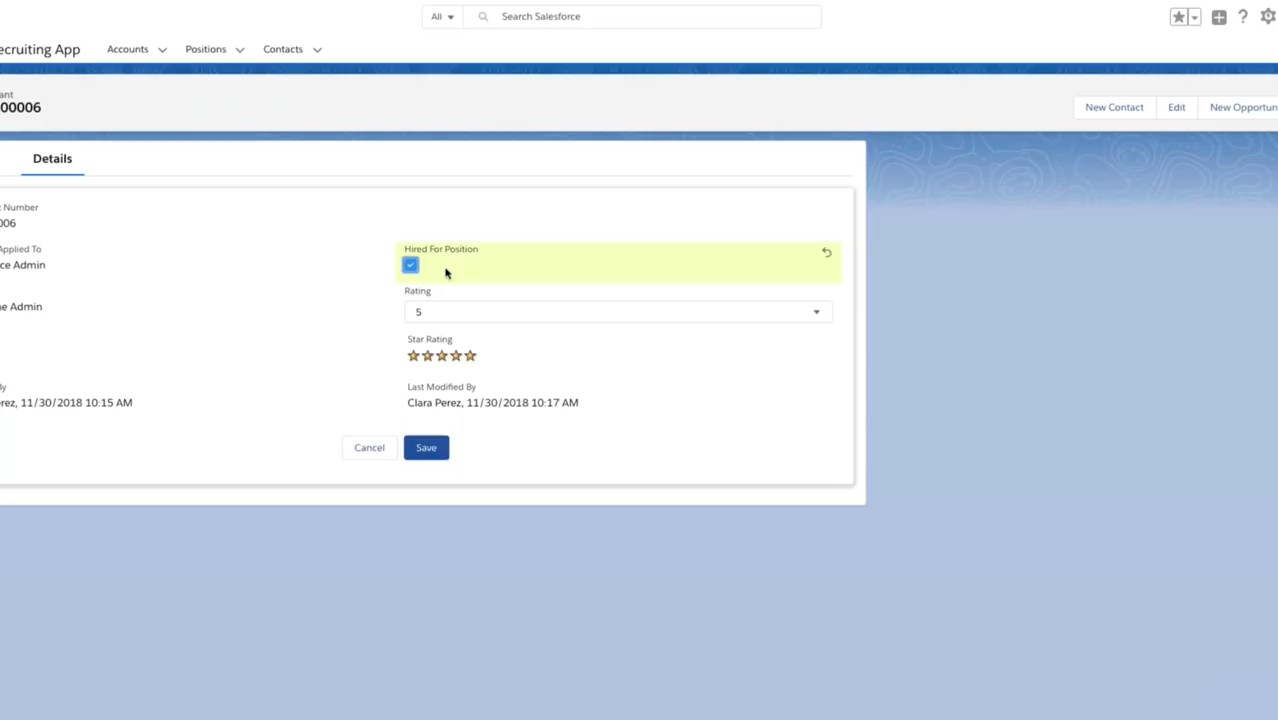 All
Search Salesforce
ecruiting App
Accounts
Positions
Contacts
ant
00006
New Contact
Edit
New Opportun
Details
t Number
006
Applied To
ce Admin
Hired For Position
Rating
e Admin
5
Star Rating
y
rez, 11/30/2018 10:15 AM
Last Modified By
Clara Perez, 11/30/2018 10:17 AM
Cancel
Save